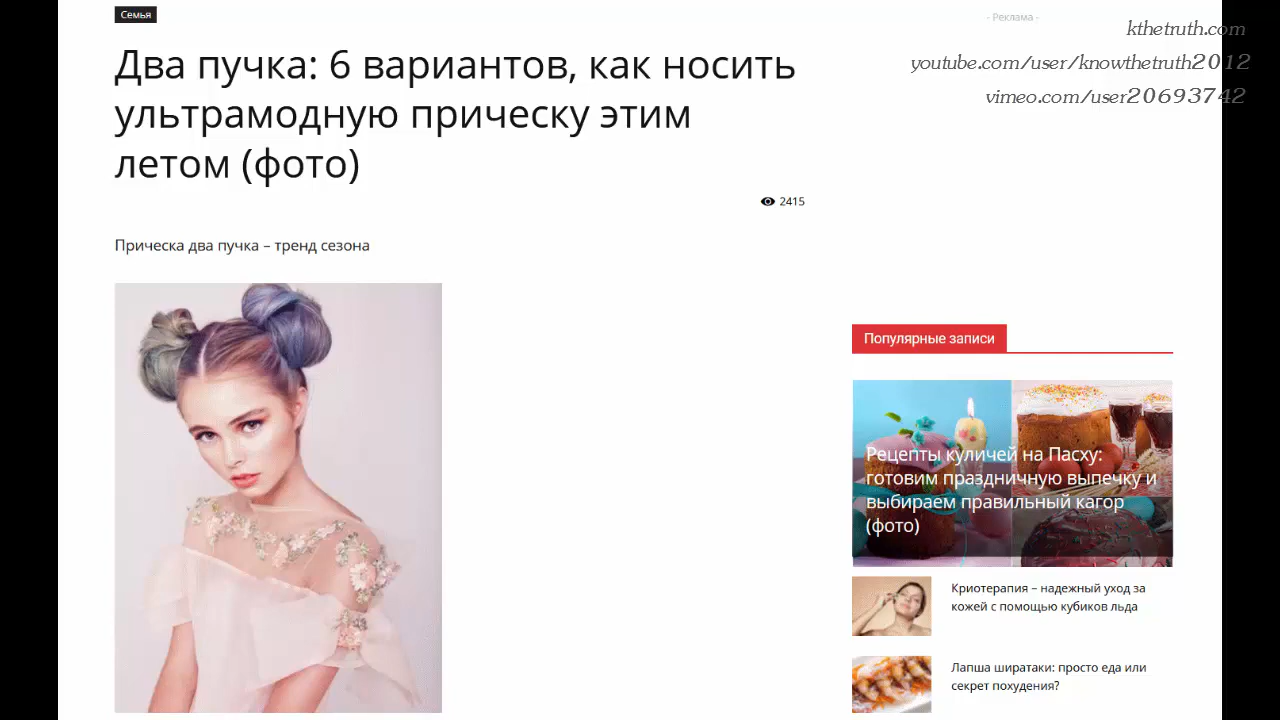 Семья
- Реклама -
kthetruth.com
youtube.com/user/knowthetruth2012
vimeo.com/user20693742
Два пучка: 6 вариантов, как носить
ультрамодную прическу этим
летом (фото)
2415
Прическа два пучка – тренд сезона
Популярные записи
Рецепты куличей на Пасху:
готовим праздничную выпечку и
выбираем правильный кагор
(фото)
Криотерапия – надежный уход за
кожей с помощью кубиков льда
Лапша ширатаки: просто еда или
секрет похудения?